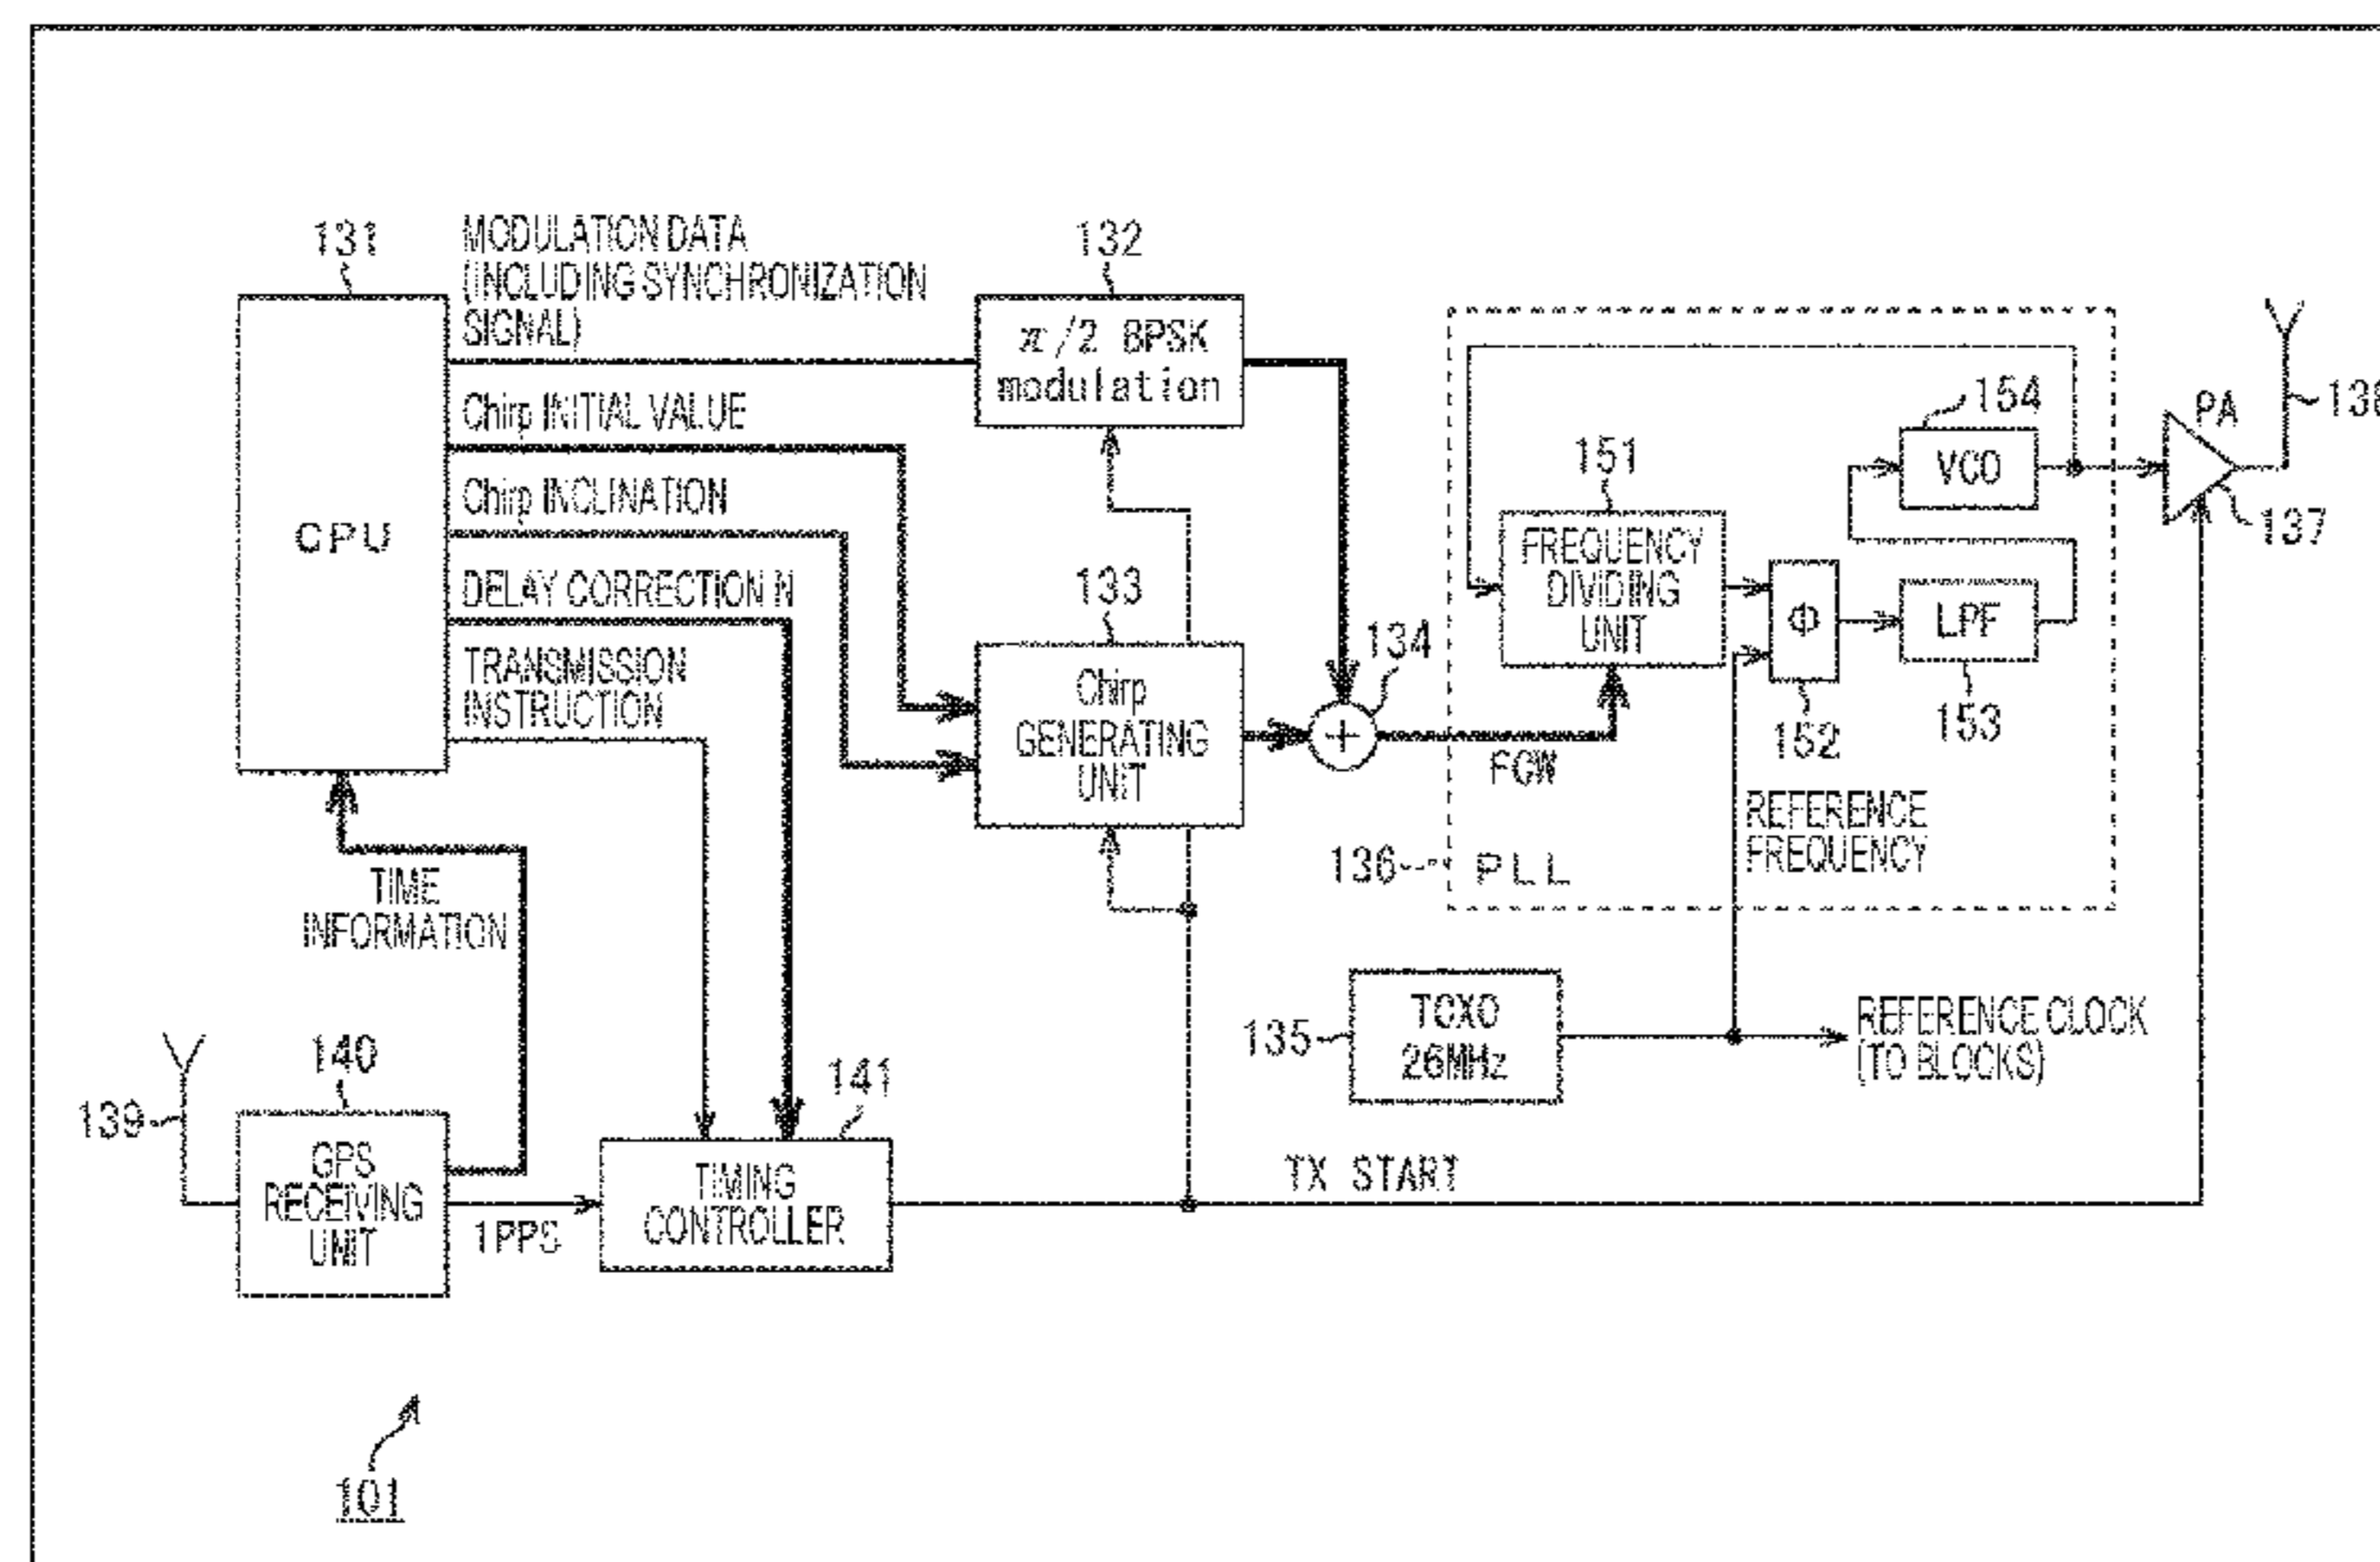 131
MODULATION DATA
(INCLUDING SYNCHRONIZATION
SIGNAL)
132
π/2 BPSK
modulation
Chirp INITIAL VALUE
Chirp INCLINATION
CPU
DELAY CORRECTION N
TRANSMISSION
INSTRUCTION
133
Chirp
GENERATING
UNIT
134
FCW
151
FREQUENCY
DIVIDING
UNIT
154
VCO
Φ
152
LPF
153
PA
137
138
136
PLL
REFERENCE
FREQUENCY
TIME
INFORMATION
139
140
GPS
RECEIVING
UNIT
1PPS
141
TIMING
CONTROLLER
135
TCXO
26MHz
REFERENCE CLOCK
(TO BLOCKS)
TX START
101